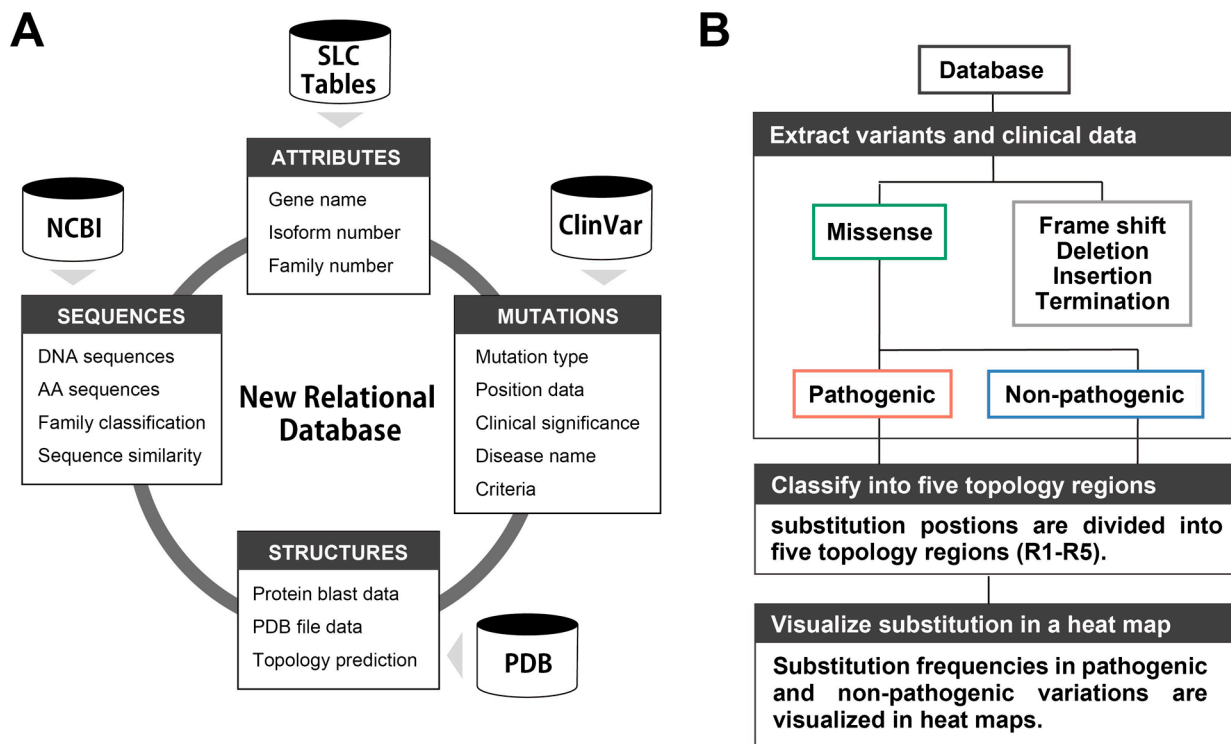 A
SLC
Tables
ATTRIBUTES
Gene name
Isoform number
Family number
NCBI
SEQUENCES
DNA sequences
AA sequences
Family classification
Sequence similarity
ClinVar
MUTATIONS
Mutation type
Position data
Clinical significance
Disease name
Criteria
New Relational
Database
STRUCTURES
Protein blast data
PDB file data
Topology prediction
PDB
B
Database
Extract variants and clinical data
Missense
Frame shift
Deletion
Insertion
Termination
Pathogenic
Non-pathogenic
Classify into five topology regions
substitution postions are divided into
five topology regions (R1-R5).
Visualize substitution in a heat map
Substitution frequencies in pathogenic
and non-pathogenic variations are
visualized in heat maps.